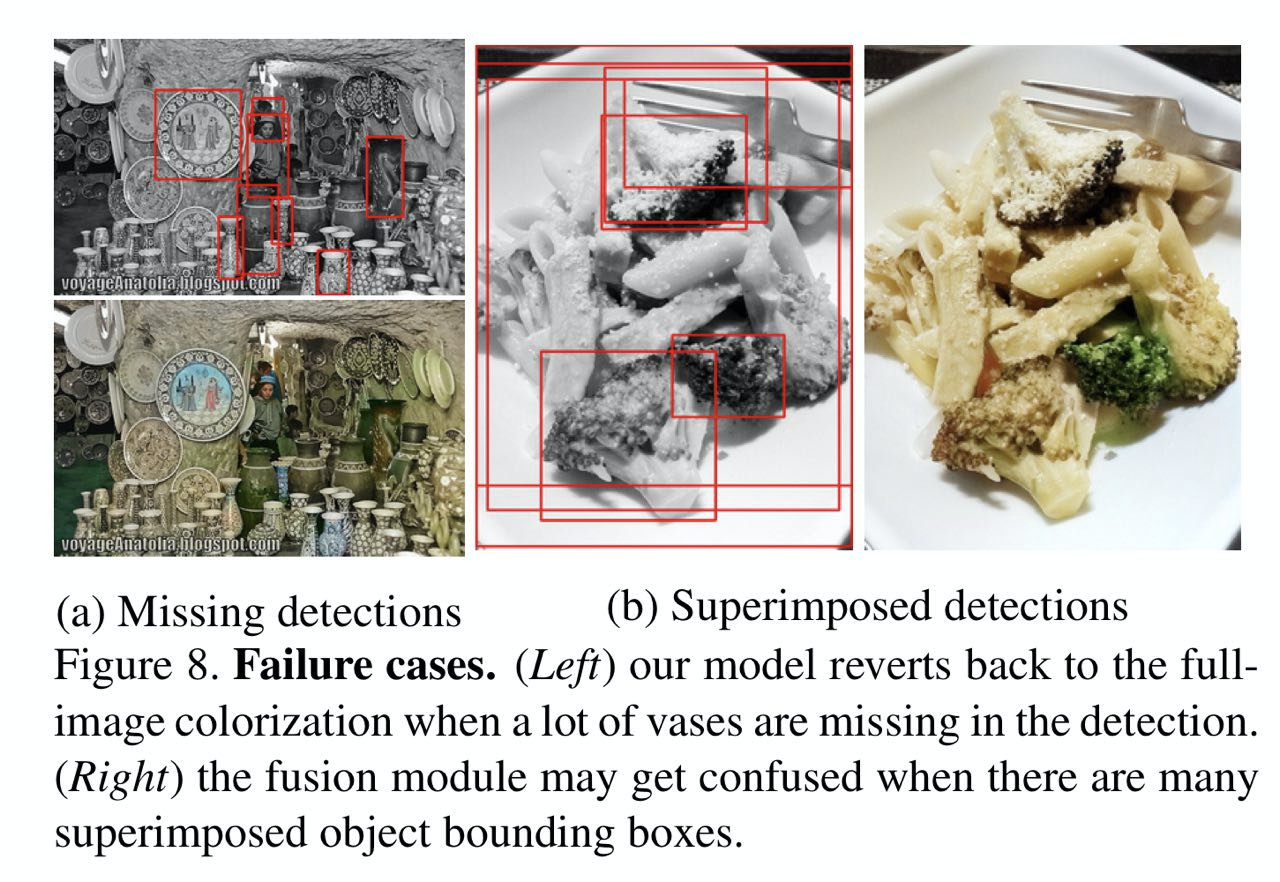 voyageAnatolia.blogspot.com
voyageAnatolia.blogspot.com
(a) Missing detections
(b) Superimposed detections
Figure 8. Failure cases. (Left) our model reverts back to the full-
image colorization when a lot of vases are missing in the detection.
(Right) the fusion module may get confused when there are many
superimposed object bounding boxes.